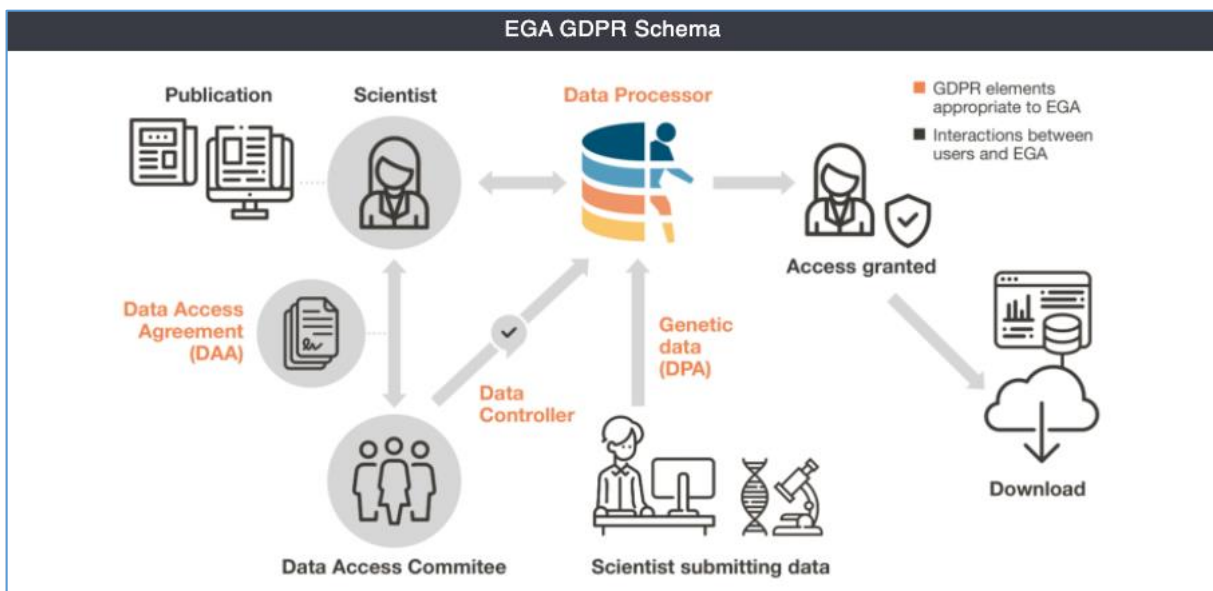 EGA GDPR Schema
Publication
Scientist
Data Processor
GDPR elements
appropriate to EGA
Interactions between
users and EGA
Access granted
Data Access
Agreement
(DAA)
Genetic
data
(DPA)
Data
Controller
Download
Data Access Commitee
Scientist submitting data